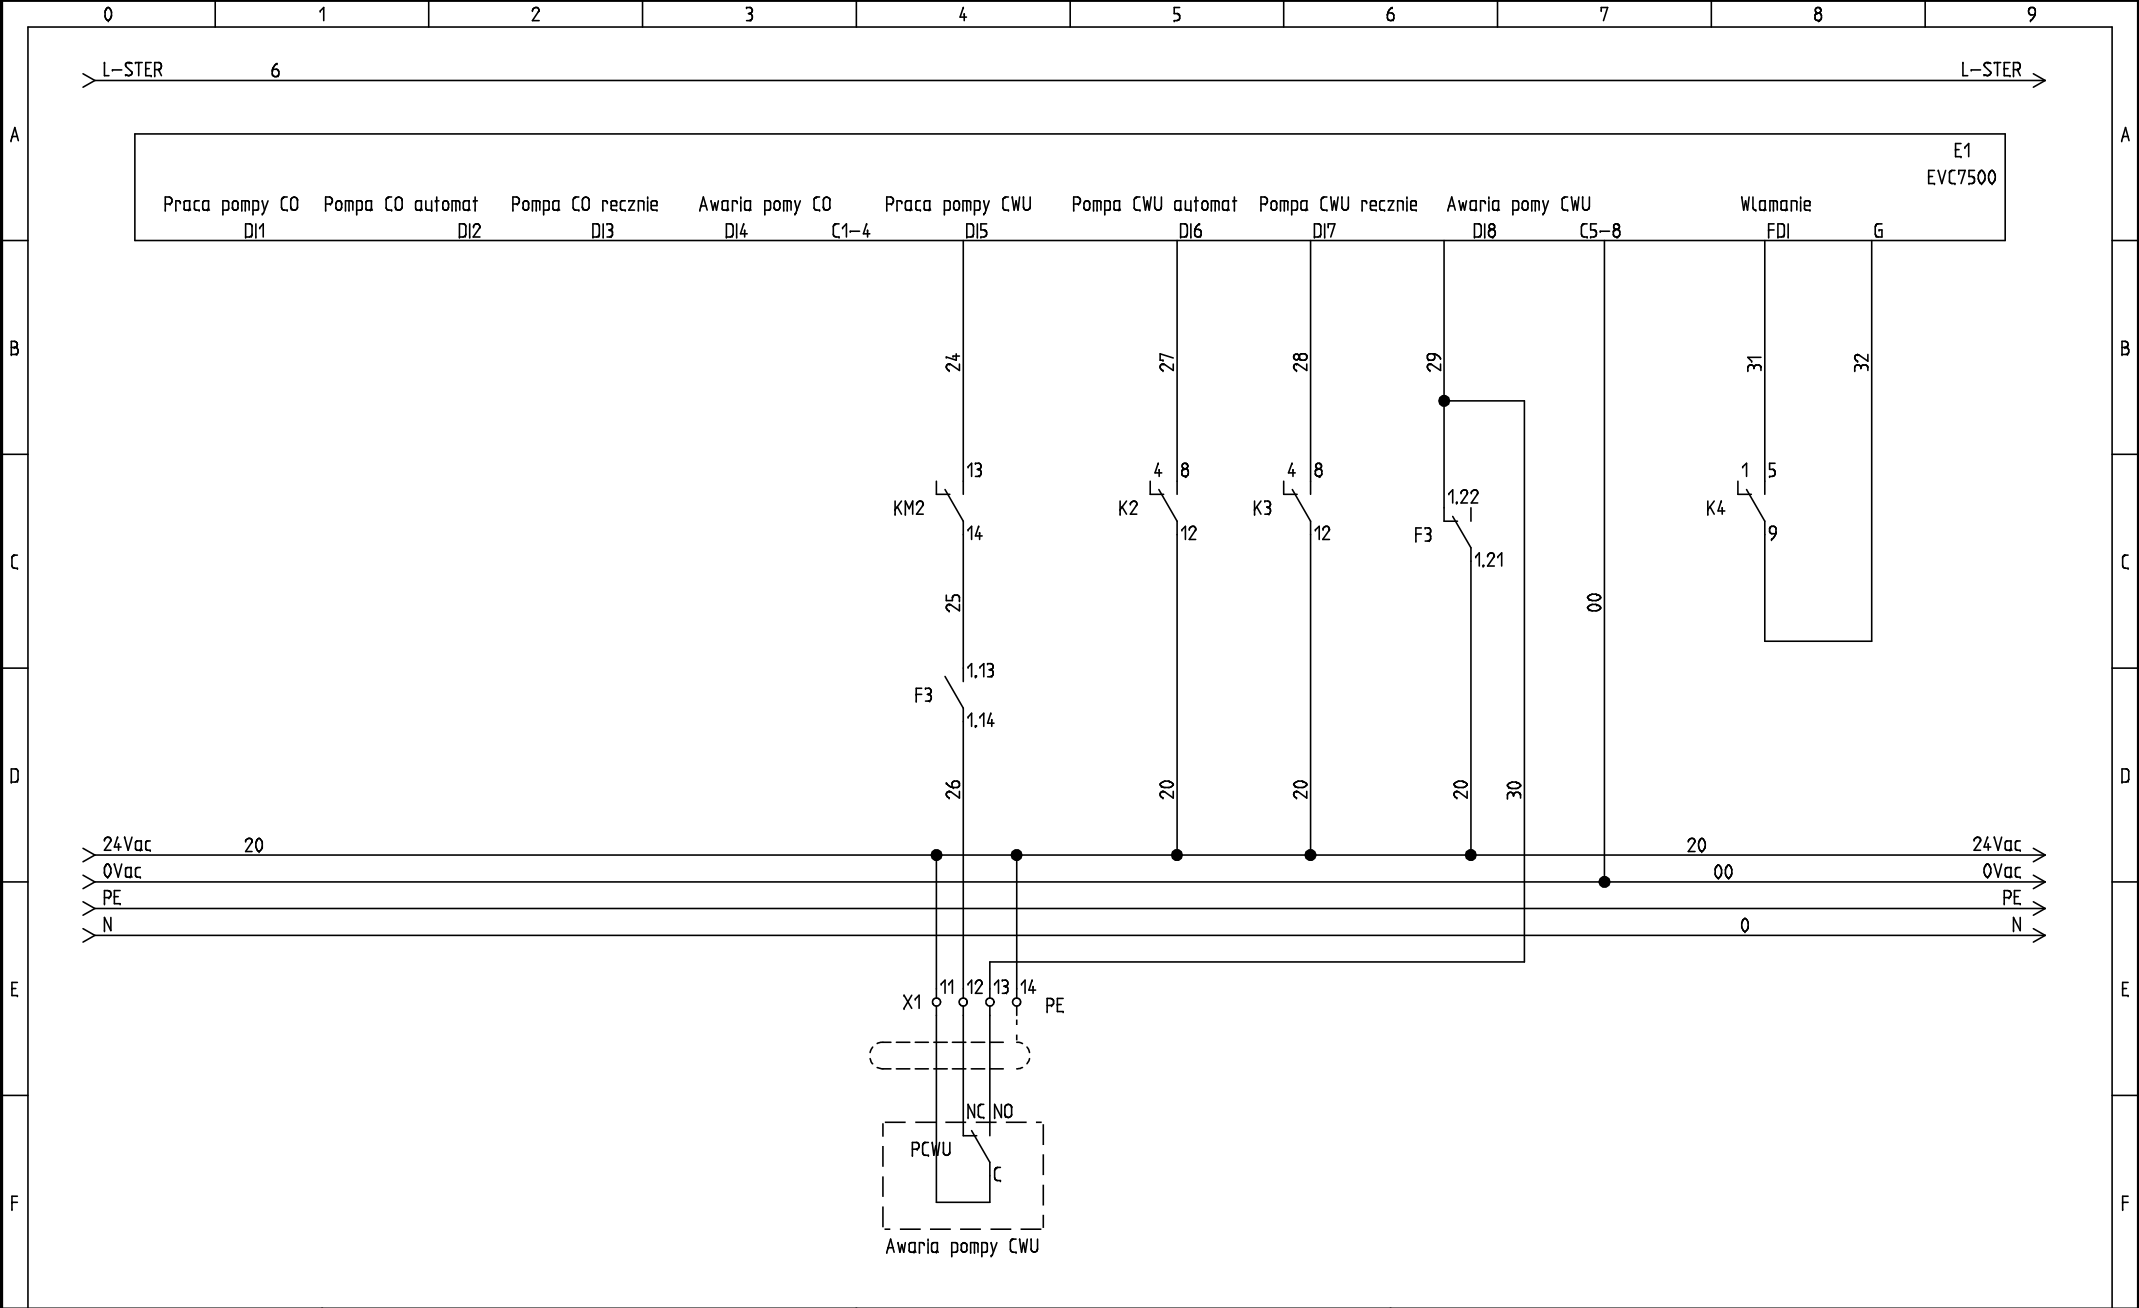 0 1 2 3 4 5 6 7 8 9
L-STER 6 L-STER
A A
E1
EVC7500
Praca pompy CO Pompa CO automat Pompa CO recznie Awaria pomy CO Praca pompy CWU Pompa CWU automat Pompa CWU recznie Awaria pomy CWU Wlamanie
DI1 DI2 DI3 DI4 C1-4 DI5 DI6 DI7 DI8 C5-8 FDI G
B 24 27 28 29 31 32 B
13 4 8 4 8 1 5
1.22
KM2 K2 K3 K4
14 12 12 F3 9
C 1.21 C
25 00
1.13
F3
1.14
D 26 20 20 20 30 D
24Vac 20 20 24Vac
0Vac 00 0Vac
PE PE
N 0 N
E 11 12 13 14 E
X1 PE
NC NO
PCWU
C
F F
Awaria pompy CWU